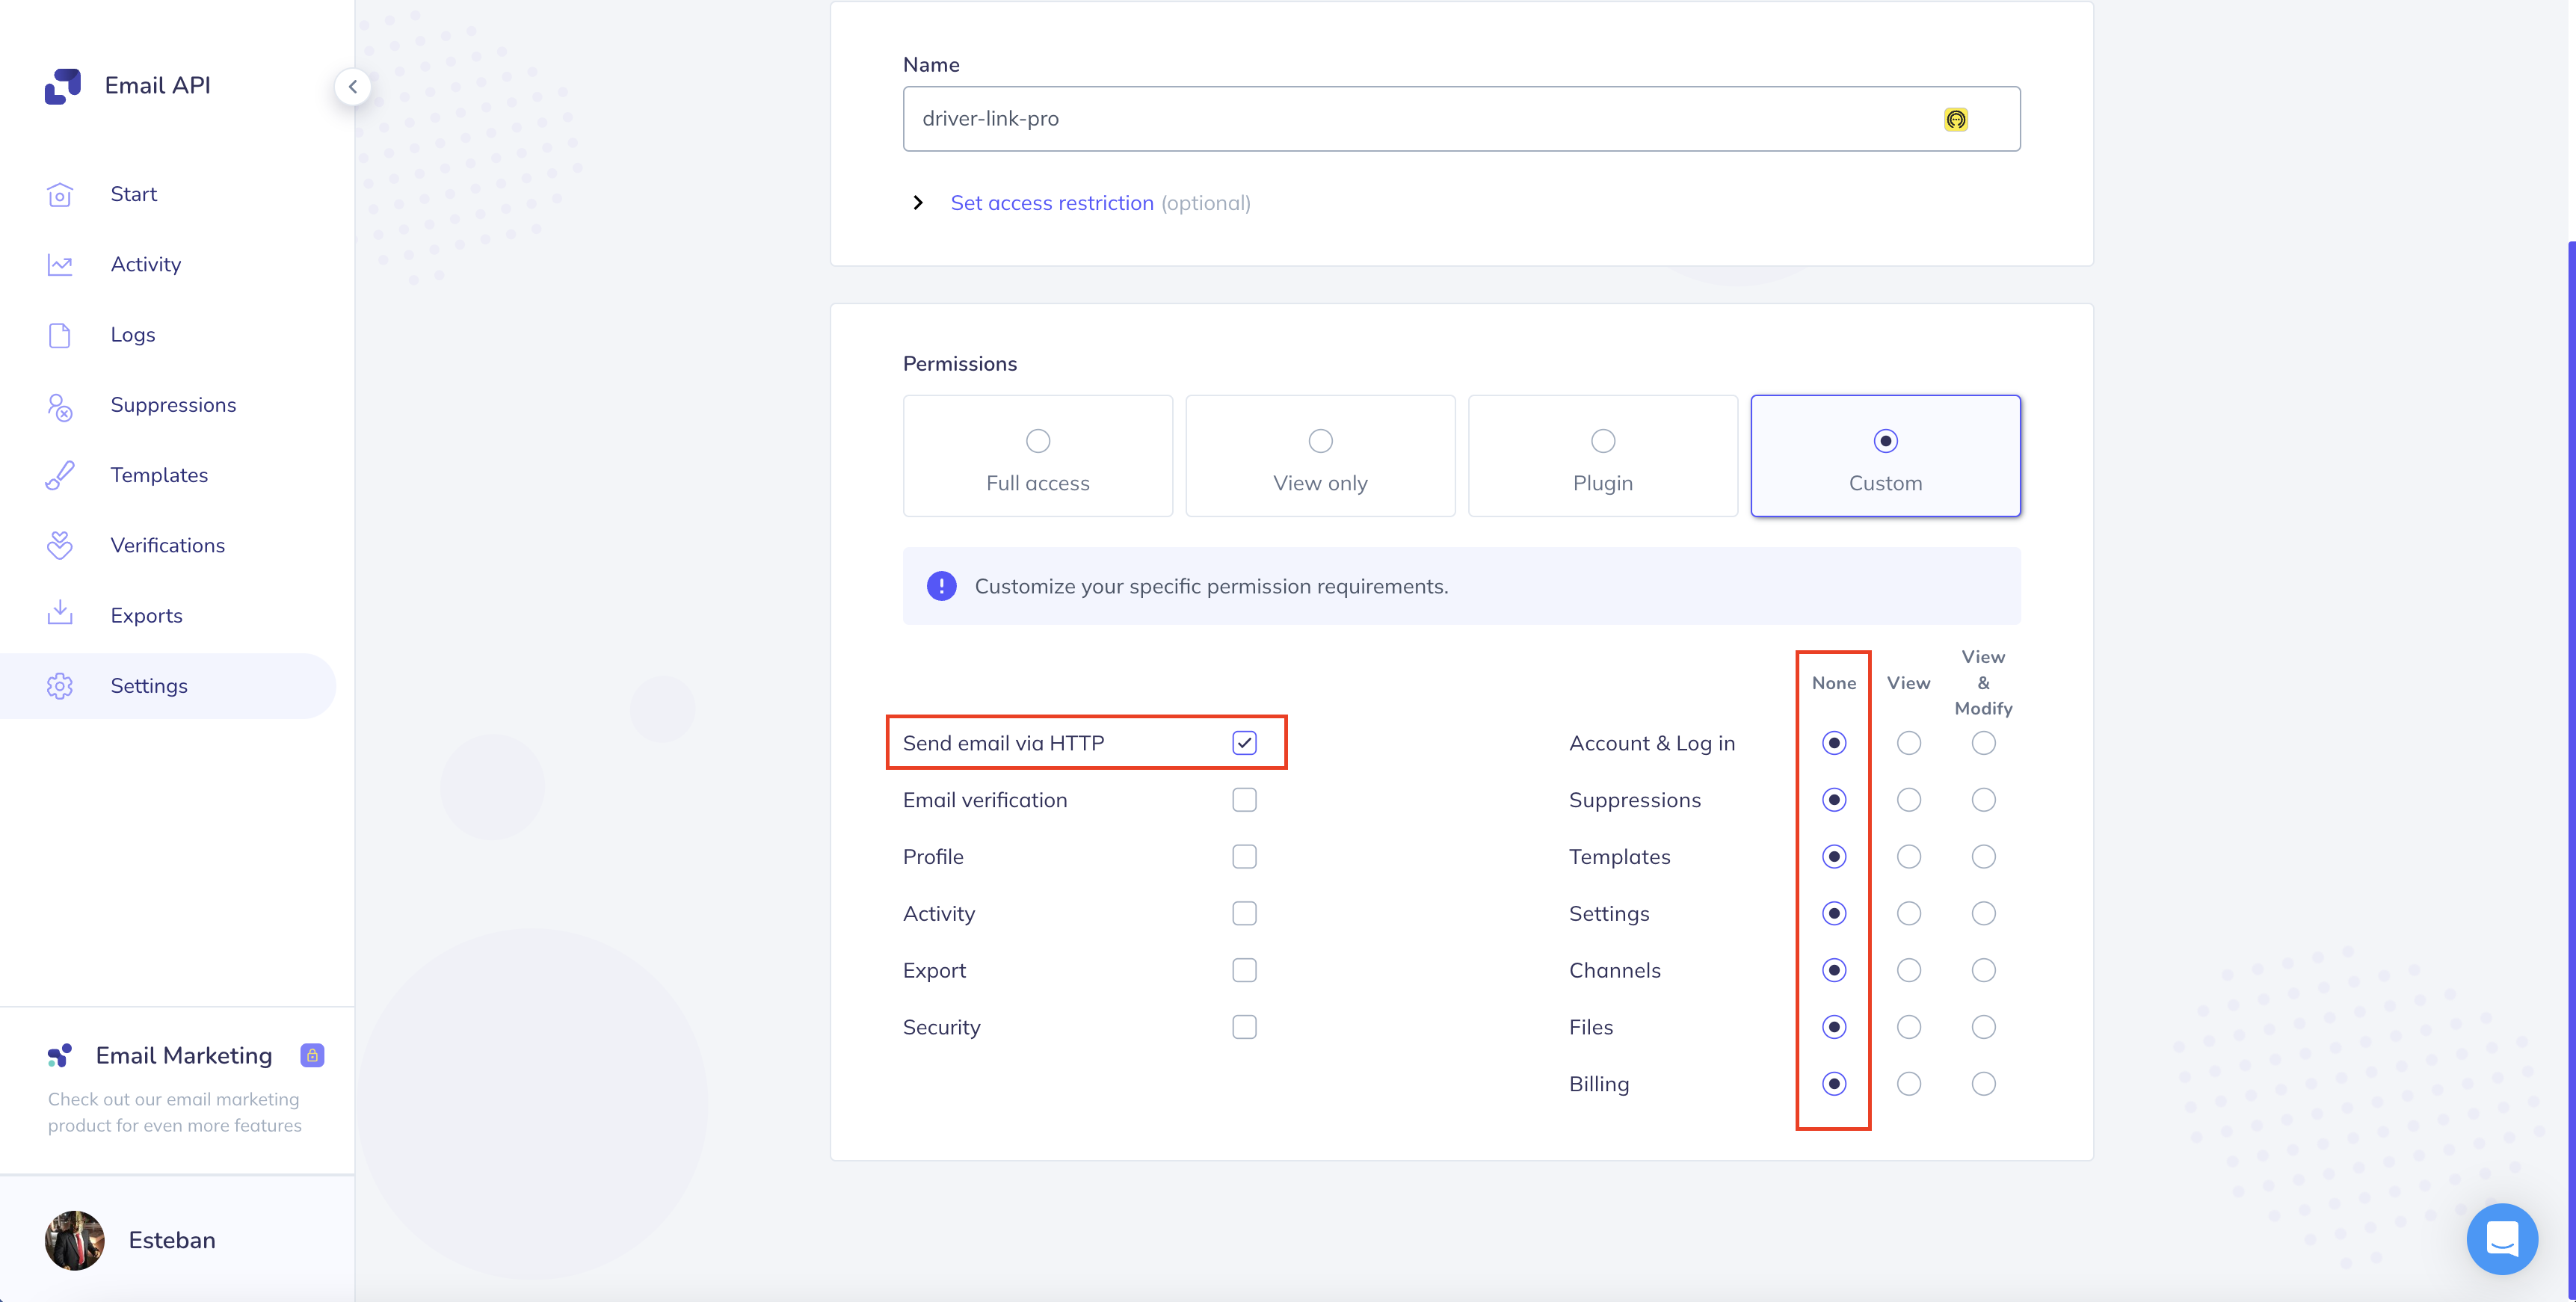 Email API
Start
Activity
Logs
Suppressions
Templates
Verifications
Exports
Settings
Email Marketing
Check out our email marketing
product for even more features
Esteban
Name
driver-link-pro
Set access restriction (optional)
Permissions
Full access
View only
Plugin
Custom
Customize your specific permission requirements.
Send email via HTTP
Email verification
Profile
Activity
Export
Security
None
View
View
&
Modify
Account & Log in
Suppressions
Templates
Settings
Channels
Files
Billing